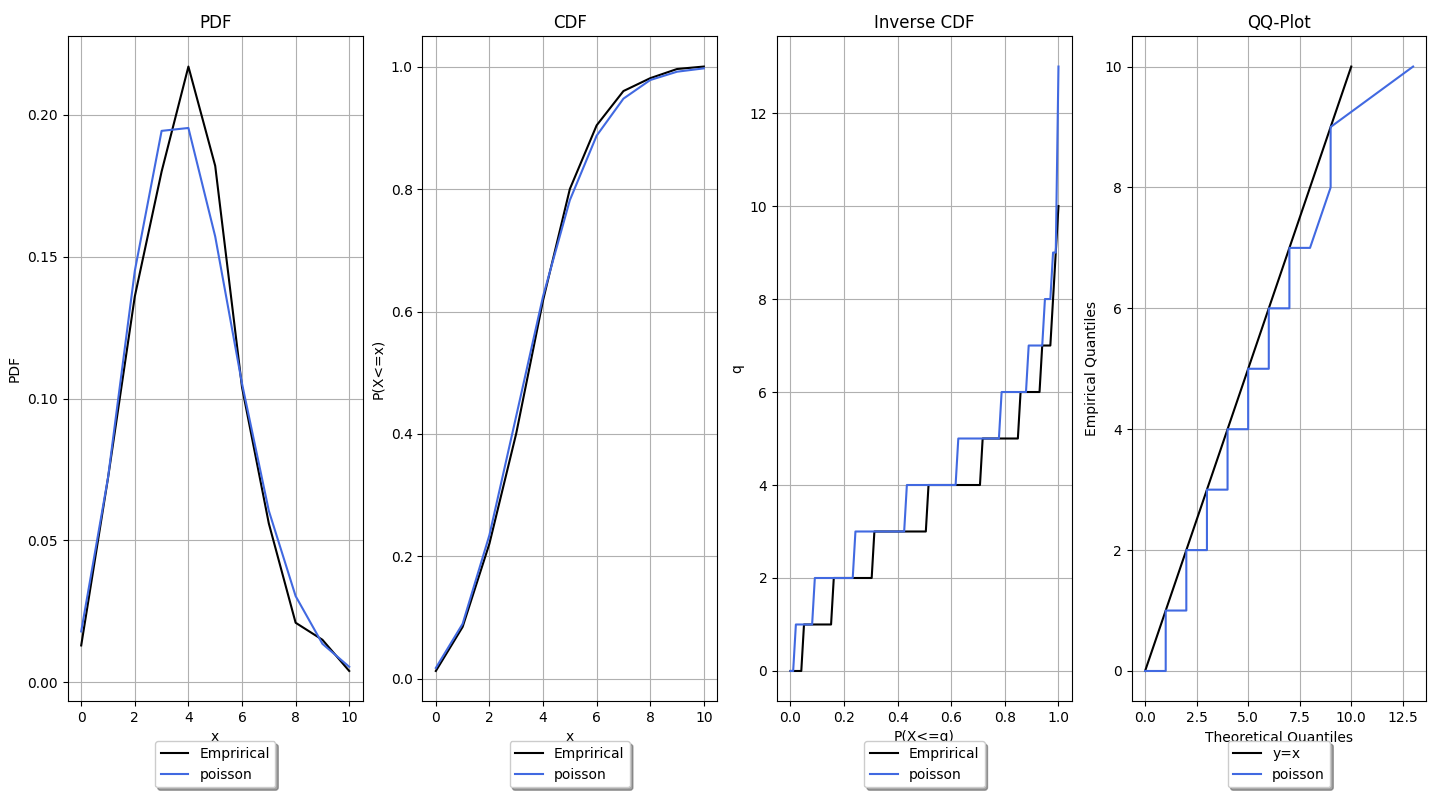 PDF
PDF
0.20
0.15
0.10
0.05
0.00
0 2 4 6 8 10
x
Emprirical
poisson
CDF
P(X<=x)
1.0
0.8
0.6
0.4
0.2
0.0
0 2 4 6 8 10
x
Emprirical
poisson
Inverse CDF
q
12
10
8
6
4
2
0
0.0 0.2 0.4 0.6 0.8 1.0
P(X<=q)
Emprirical
poisson
QQ-Plot
Empirical Quantiles
10
8
6
4
2
0
0.0 2.5 5.0 7.5 10.0 12.5
Theoretical Quantiles
y=x
poisson